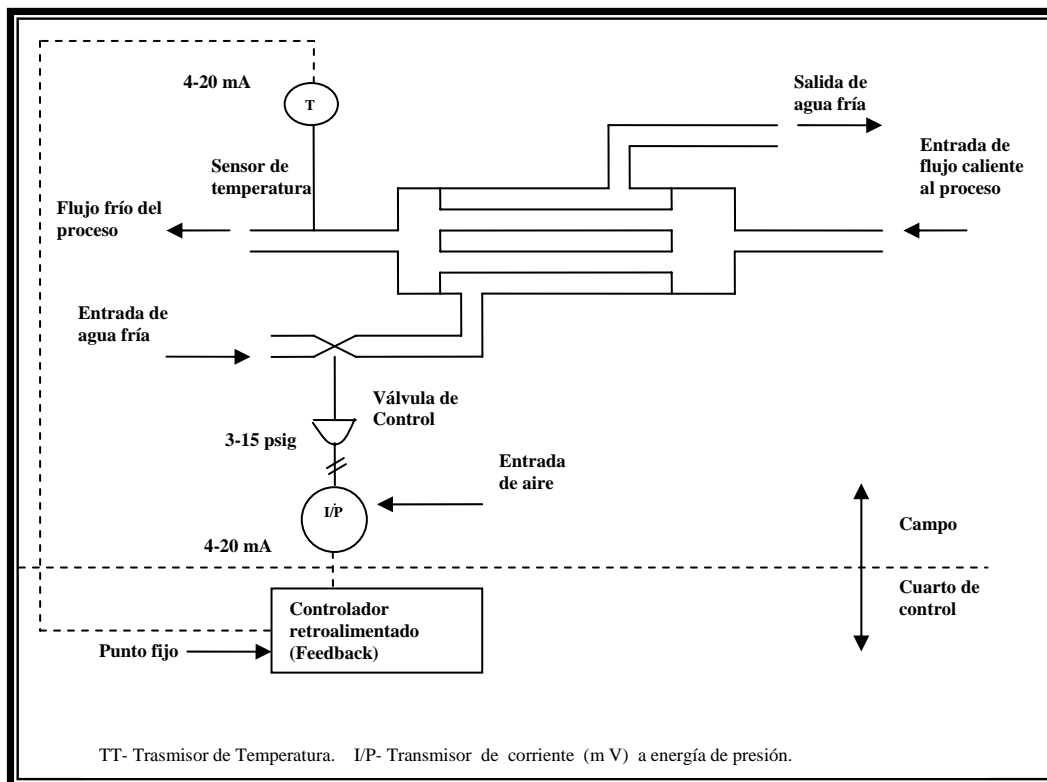 4-20 mA
T
Salida de
agua fría
Sensor de
temperatura
Entrada de
flujo caliente
al proceso
Flujo frío del
proceso
Entrada de
agua fría
Válvula de
Control
3-15 psig
Entrada
de aire
I/P
4-20 mA
Campo
Cuarto de
control
Controlador
retroalimentado
(Feedback)
Punto fijo
TT- Trasmisor de Temperatura. I/P- Transmisor de corriente (m V) a energía de presión.